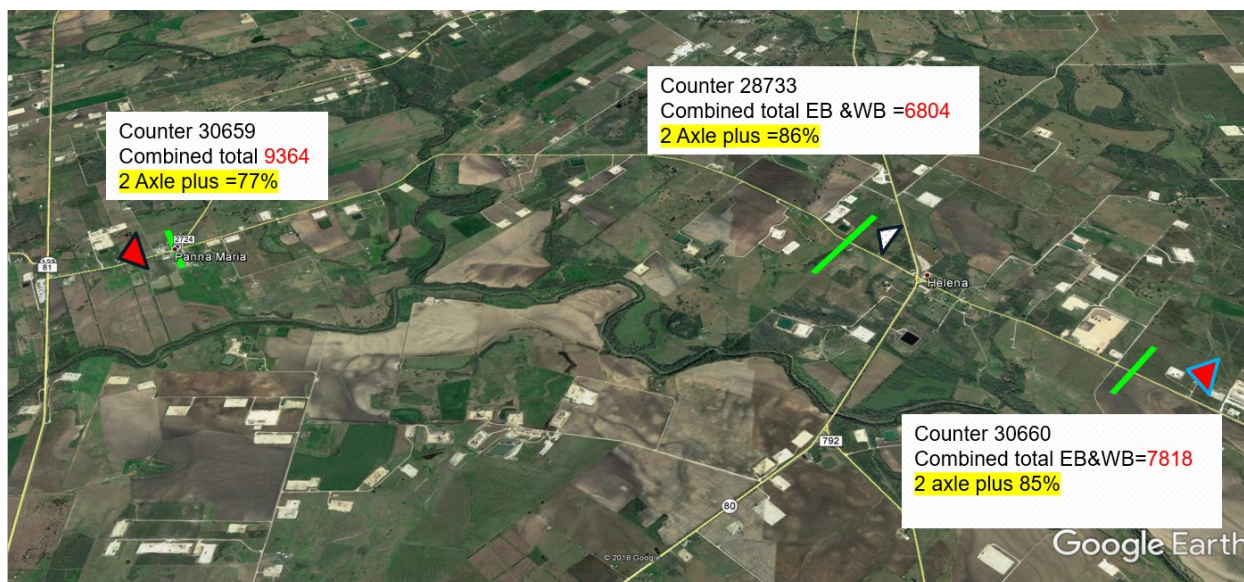 Counter 28733
Combined total EB &WB =6804
2 Axle plus =86%
Counter 30659
Combined total 9364
2 Axle plus =77%
2724
Panna Maria
81
Helena
Counter 30660
Combined total EB&WB=7818
2 axle plus 85%
792
80
© 2018 Google
Google Earth